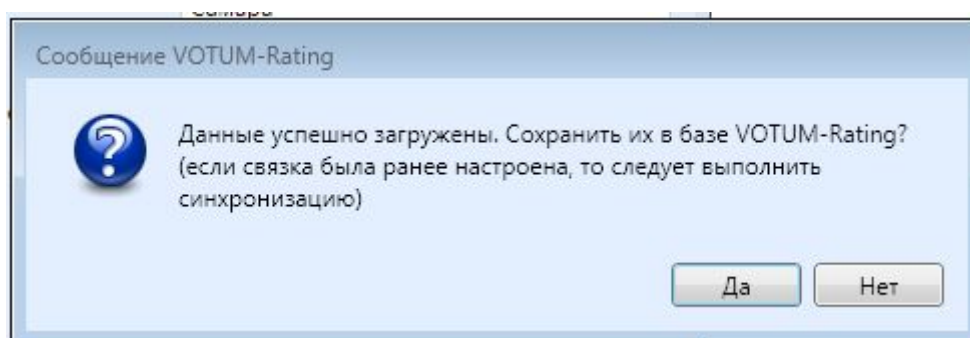 Самара
Сообщение VOTUM-Rating
Данные успешно загружены. Сохранить их в базе VOTUM-Rating?
(если связка была ранее настроена, то следует выполнить
синхронизацию)
Да
Нет